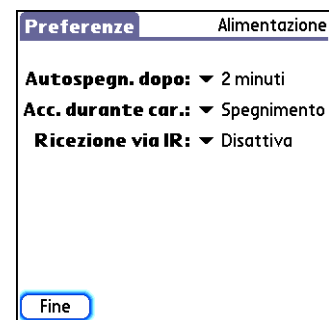 Preferenze Alimentazione
Autospegn. dopo: 2 minuti
Acc. durante car.: Spegnimento
Ricezione via IR: Disattiva
Fine